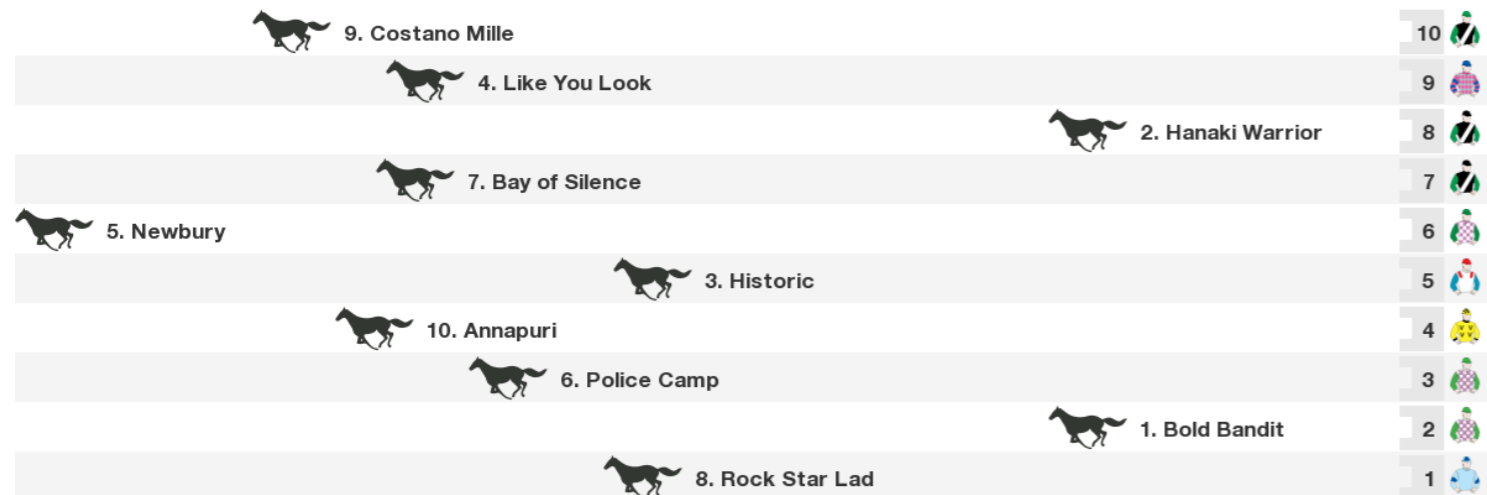 9. Costano Mille 10
4. Like You Look 9
2. Hanaki Warrior 8
7. Bay of Silence 7
5. Newbury 6
3. Historic 5
10. Annapuri 4
6. Police Camp 3
1. Bold Bandit 2
8. Rock Star Lad 1